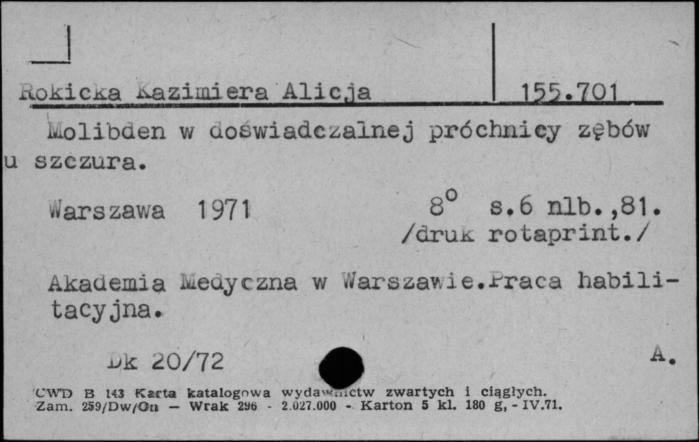 Rokicka Kazimiera Alicja 155.701
Molibden w doświadczalnej próchnicy zębów
u szczura.
Warszawa 1971 8° s.6 nlb.,81.
/druk rotaprint./
Akademia Medyczna w Warszawie.Praca habili-
tacyjna.
Dk 20/72 A.
CWD B 143 Karta katalogowa wydawnictw zwartych i ciągłych.
Zam. 259/Dw/On — Wrak 296 - 2.027.000 - Karton 5 kl. 180 g, - IV.71.